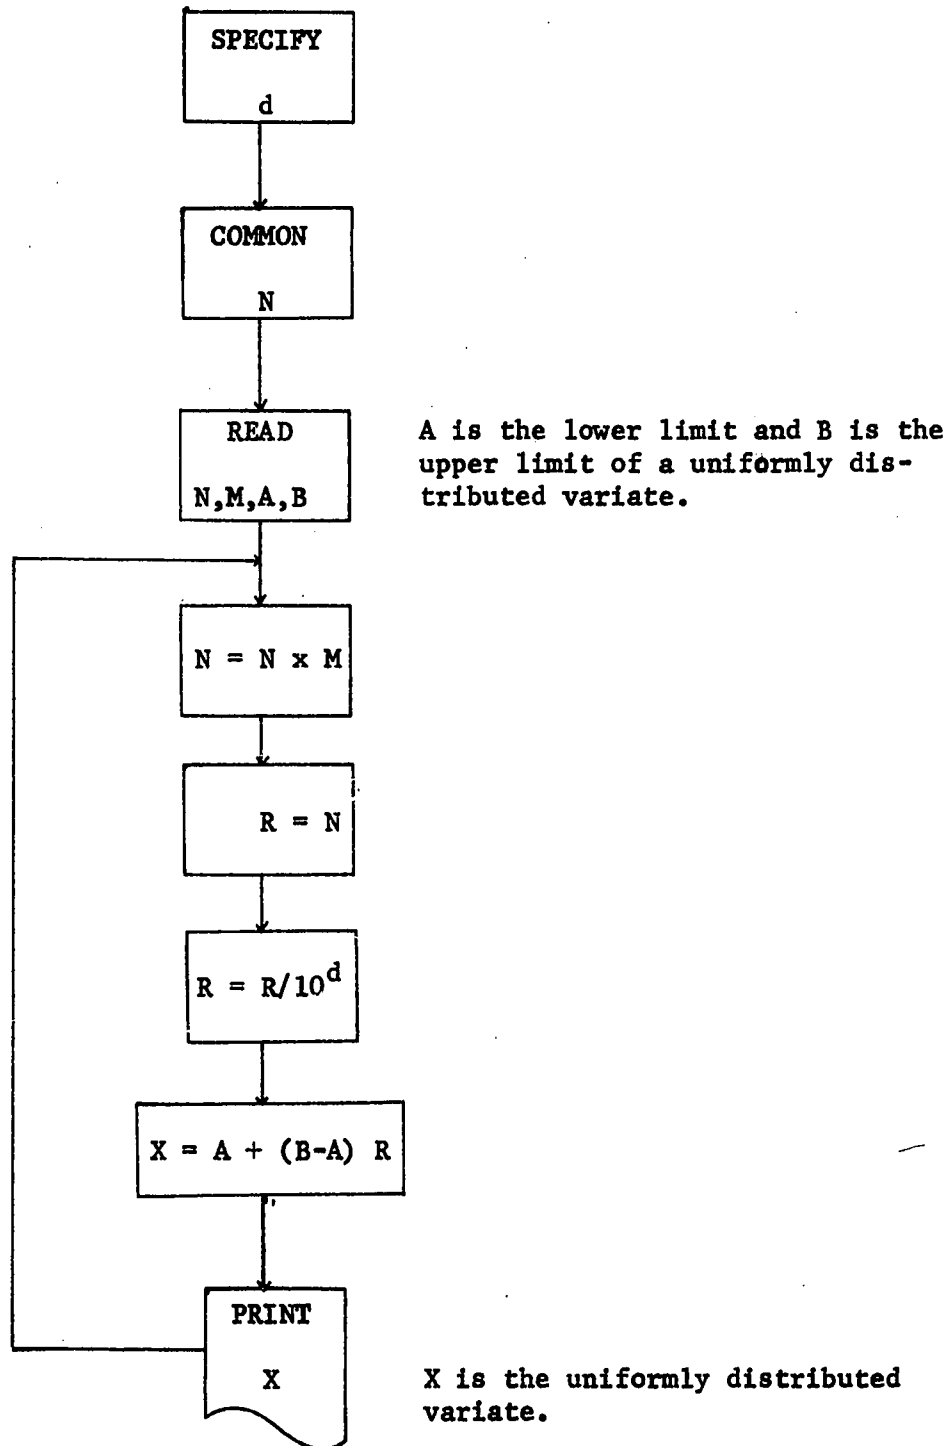 SPECIFY
d
COMMON
N
READ
N,M,A,B
A is the lower limit and B is the
upper limit of a uniformly dis-
tributed variate.
N = N x M
R = N
R = R/10^d
X = A + (B-A) R
PRINT
X
X is the uniformly distributed
variate.